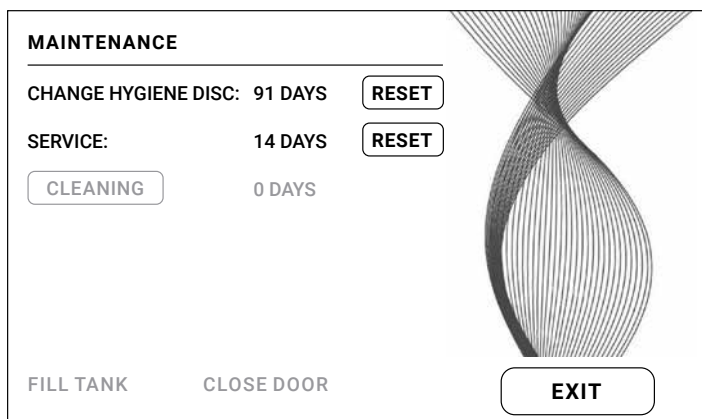 MAINTENANCE
CHANGE HYGIENE DISC: 91 DAYS RESET
SERVICE: 14 DAYS RESET
CLEANING 0 DAYS
FILL TANK CLOSE DOOR EXIT